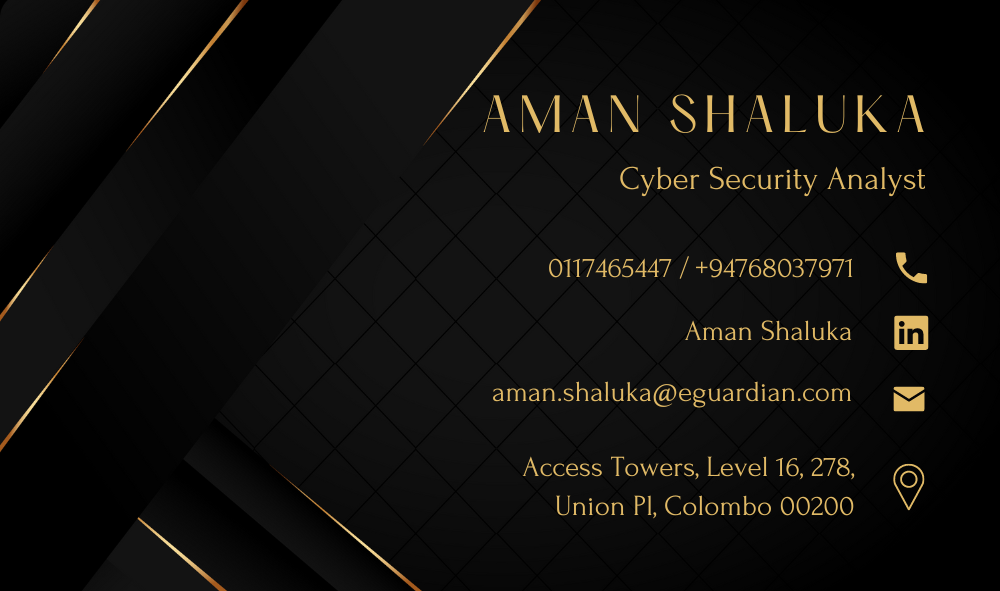 AMAN SHALUKA
Cyber Security Analyst
0117465447 / +94768037971
Aman Shaluka
in
aman.shaluka@eguardian.com
Access Towers, Level 16, 278,
Union Pl, Colombo 00200